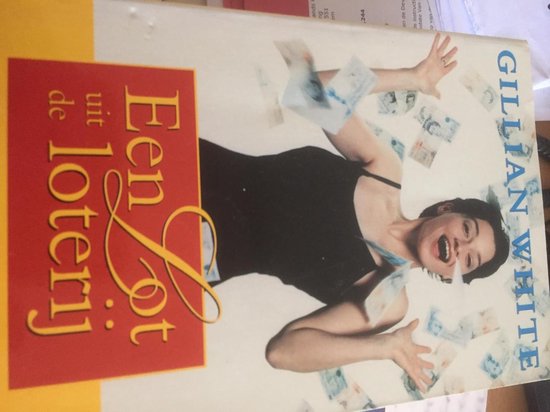 GILLIAN WHITE
Een Lot
uit
de loterij